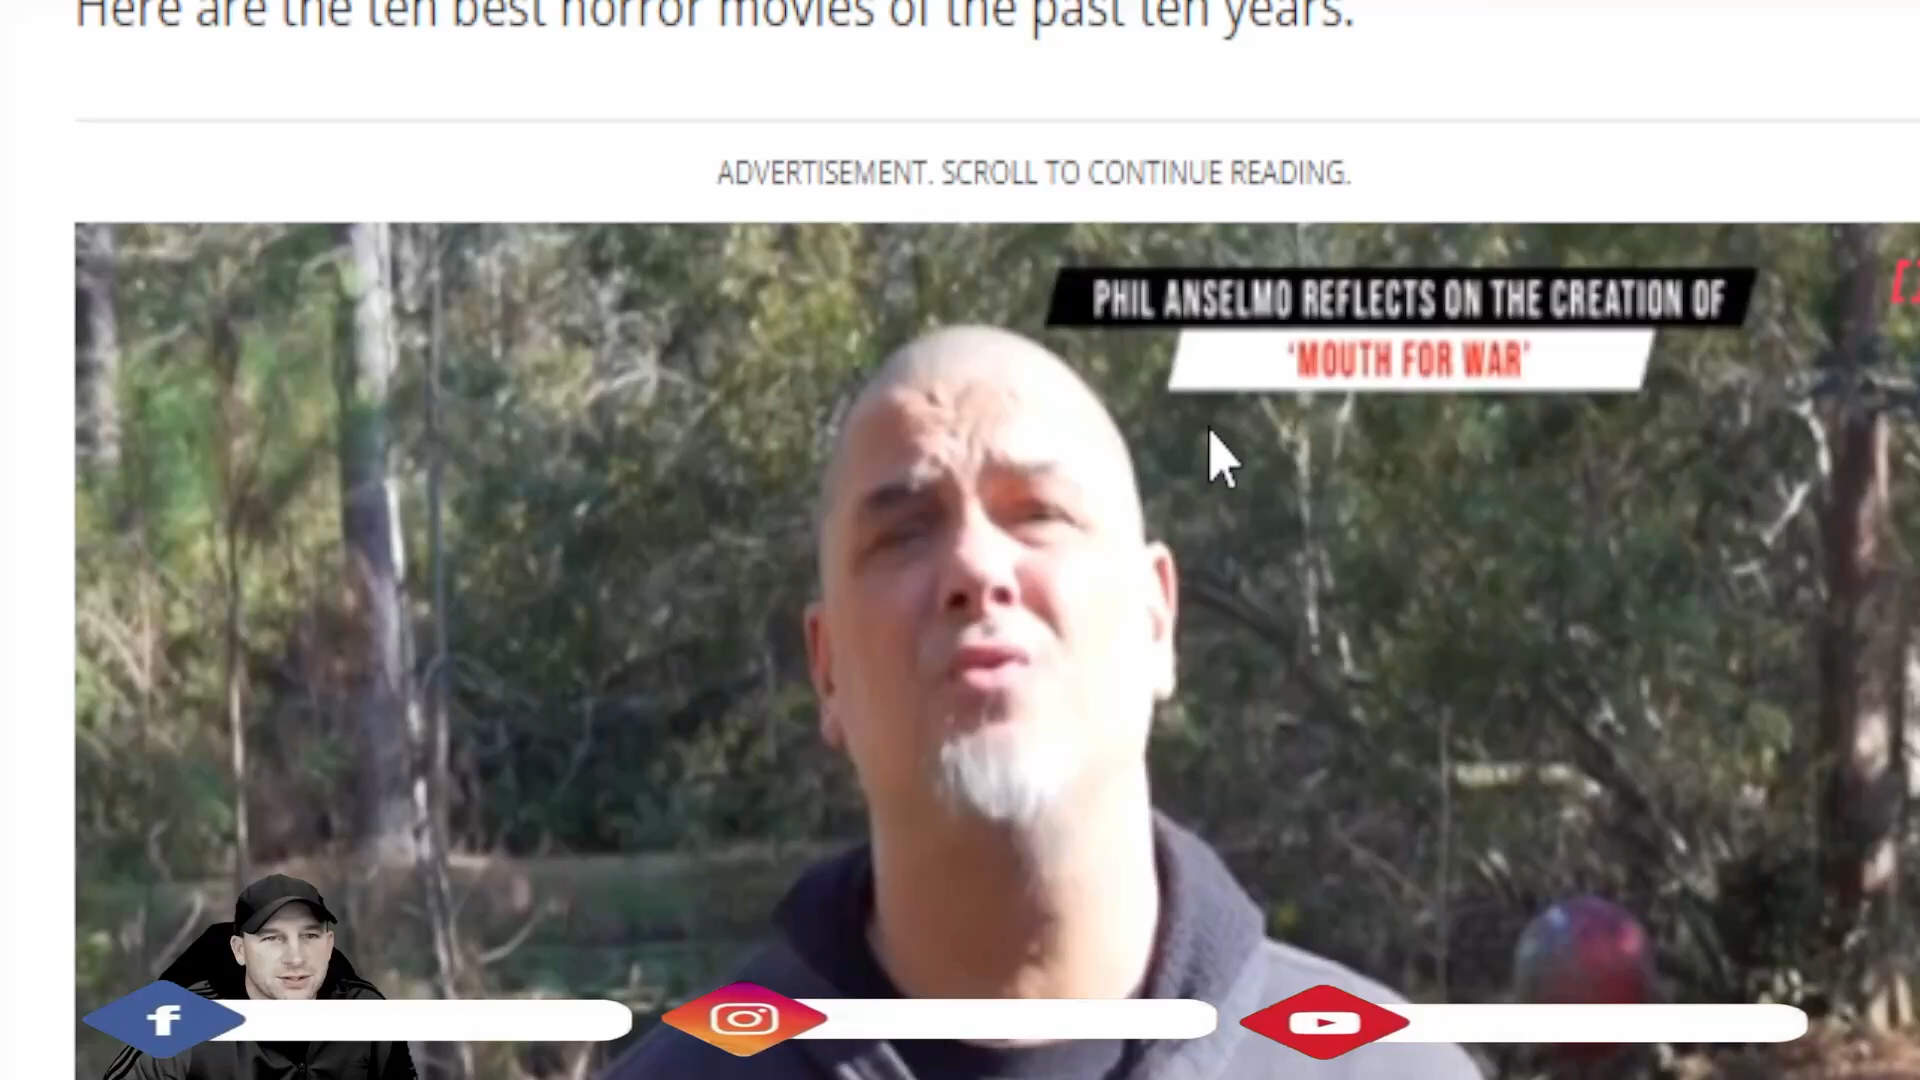 Here are the ten best horror movies of the past ten years.
ADVERTISEMENT. SCROLL TO CONTINUE READING.
PHIL ANSELMO REFLECTS ON THE CREATION OF
‘MOUTH FOR WAR’